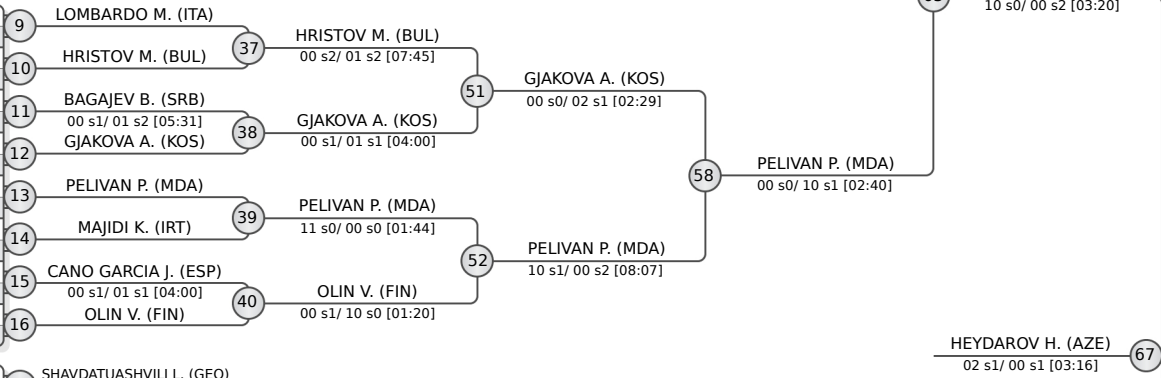 10 s0/ 00 s2 [03:20]
9
LOMBARDO M. (ITA)
37
HRISTOV M. (BUL)
00 s2/ 01 s2 [07:45]
10
HRISTOV M. (BUL)
51
GJAKOVA A. (KOS)
00 s0/ 02 s1 [02:29]
11
BAGAJEV B. (SRB)
00 s1/ 01 s2 [05:31]
38
GJAKOVA A. (KOS)
00 s1/ 01 s1 [04:00]
12
GJAKOVA A. (KOS)
58
PELIVAN P. (MDA)
00 s0/ 10 s1 [02:40]
13
PELIVAN P. (MDA)
39
PELIVAN P. (MDA)
11 s0/ 00 s0 [01:44]
14
MAJIDI K. (IRT)
52
PELIVAN P. (MDA)
10 s1/ 00 s2 [08:07]
15
CANO GARCIA J. (ESP)
00 s1/ 01 s1 [04:00]
40
OLIN V. (FIN)
00 s1/ 10 s0 [01:20]
16
OLIN V. (FIN)
HEYDAROV H. (AZE)
02 s1/ 00 s1 [03:16]
67
SHAVDATUASHVILI L. (GEO)